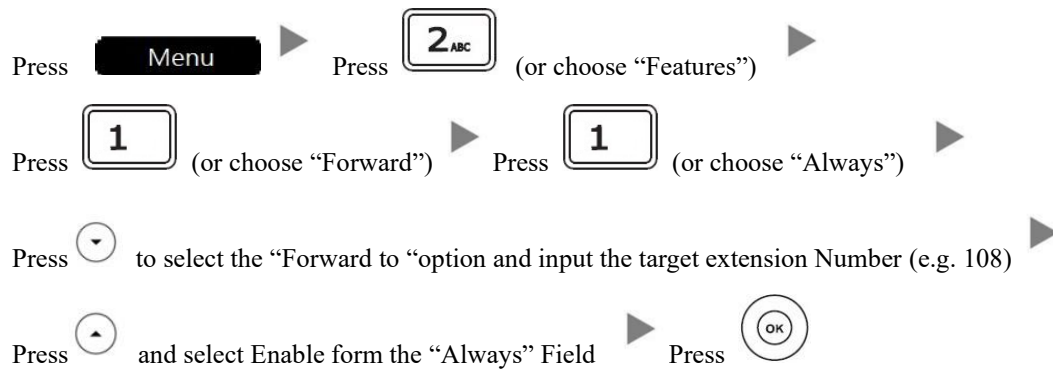 Press Menu Press 2 ABC (or choose “Features”)
Press 1 (or choose “Forward”) Press 1 (or choose “Always”)
Press to select the “Forward to “option and input the target extension Number (e.g. 108)
Press and select Enable form the “Always” Field Press OK